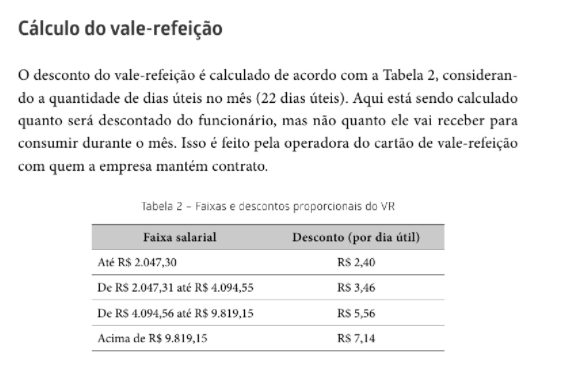 Cálculo do vale-refeição
O desconto do vale-refeição é calculado de acordo com a Tabela 2, consideran-
do a quantidade de dias úteis no mês (22 dias úteis). Aqui está sendo calculado
quanto será descontado do funcionário, mas não quanto ele vai receber para
consumir durante o mês. Isso é feito pela operadora do cartão de vale-refeição
com quem a empresa mantém contrato.
Tabela 2 – Faixas e descontos proporcionais do VR
Faixa salarial Desconto (por dia útil)
Até R$ 2.047,30 R$ 2,40
De R$ 2.047,31 até R$ 4.094,55 R$ 3,46
De R$ 4.094,56 até R$ 9.819,15 R$ 5,56
Acima de R$ 9.819,15 R$ 7,14